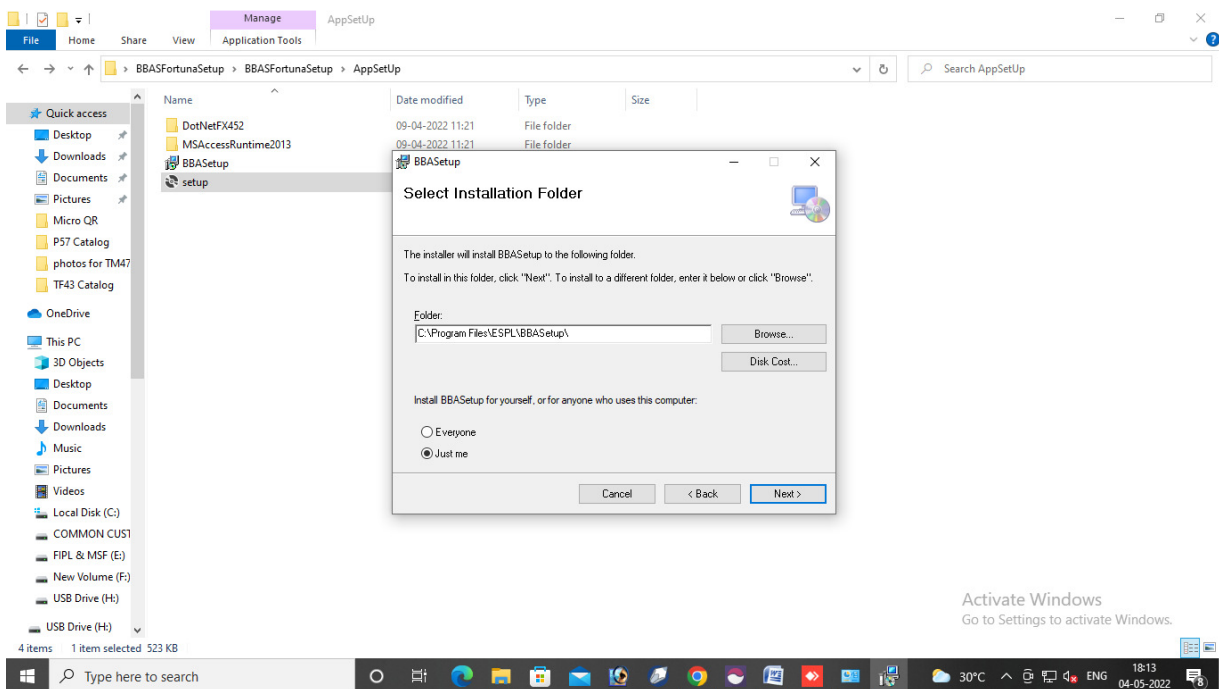 Manage
AppSetUp
File
Home
Share
View
Application Tools
BBASFortunaSetup > BBASFortunaSetup > AppSetUp
Search AppSetUp
Name
Date modified
Type
Size
Quick access
Desktop
Downloads
Documents
Pictures
Micro QR
P57 Catalog
photos for TM47
TF43 Catalog
OneDrive
This PC
3D Objects
Desktop
Documents
Downloads
Music
Pictures
Videos
Local Disk (C:)
COMMON CUST
FIPL & MSF (E:)
New Volume (F:)
USB Drive (H:)
USB Drive (H:)
DotNetFX452 09-04-2022 11:21 File folder
MSAccessRuntime2013 09-04-2022 11:21 File folder
BBASetup
setup
BBASetup
Select Installation Folder
The installer will install BBASetup to the following folder.
To install in this folder, click "Next". To install to a different folder, enter it below or click "Browse".
Folder:
C:\Program Files\ESPL\BBASetup\
Browse...
Disk Cost...
Install BBASetup for yourself, or for anyone who uses this computer:
Everyone
Just me
Cancel
< Back
Next >
Activate Windows
Go to Settings to activate Windows.
4 items 1 item selected 523 KB
Type here to search
30°C
ENG
18:13
04-05-2022
8